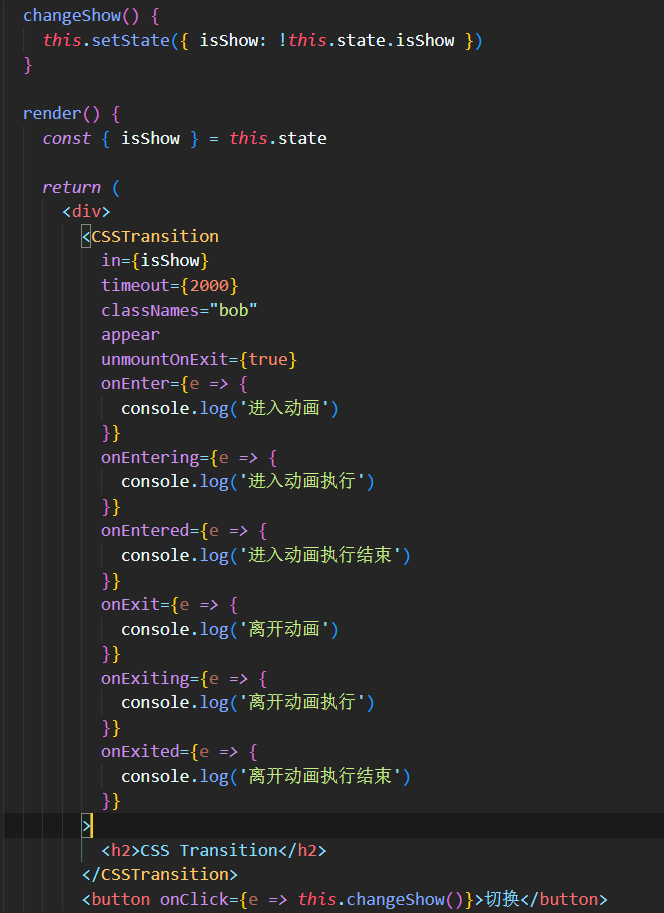 changeShow() {
  this.setState({ isShow: !this.state.isShow })
}

render() {
  const { isShow } = this.state

  return (
    <div>
      <CSSTransition
        in={isShow}
        timeout={2000}
        classNames="bob"
        appear
        unmountOnExit={true}
        onEnter={e => {
          console.log('进入动画')
        }}
        onEntering={e => {
          console.log('进入动画执行')
        }}
        onEntered={e => {
          console.log('进入动画执行结束')
        }}
        onExit={e => {
          console.log('离开动画')
        }}
        onExiting={e => {
          console.log('离开动画执行')
        }}
        onExited={e => {
          console.log('离开动画执行结束')
        }}
      >
        <h2>CSS Transition</h2>
      </CSSTransition>
      <button onClick={e => this.changeShow()}>切换</button>